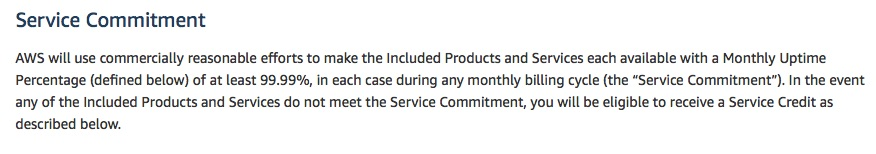 Service Commitment
AWS will use commercially reasonable efforts to make the Included Products and Services each available with a Monthly Uptime
Percentage (defined below) of at least 99.99%, in each case during any monthly billing cycle (the “Service Commitment”). In the event
any of the Included Products and Services do not meet the Service Commitment, you will be eligible to receive a Service Credit as
described below.